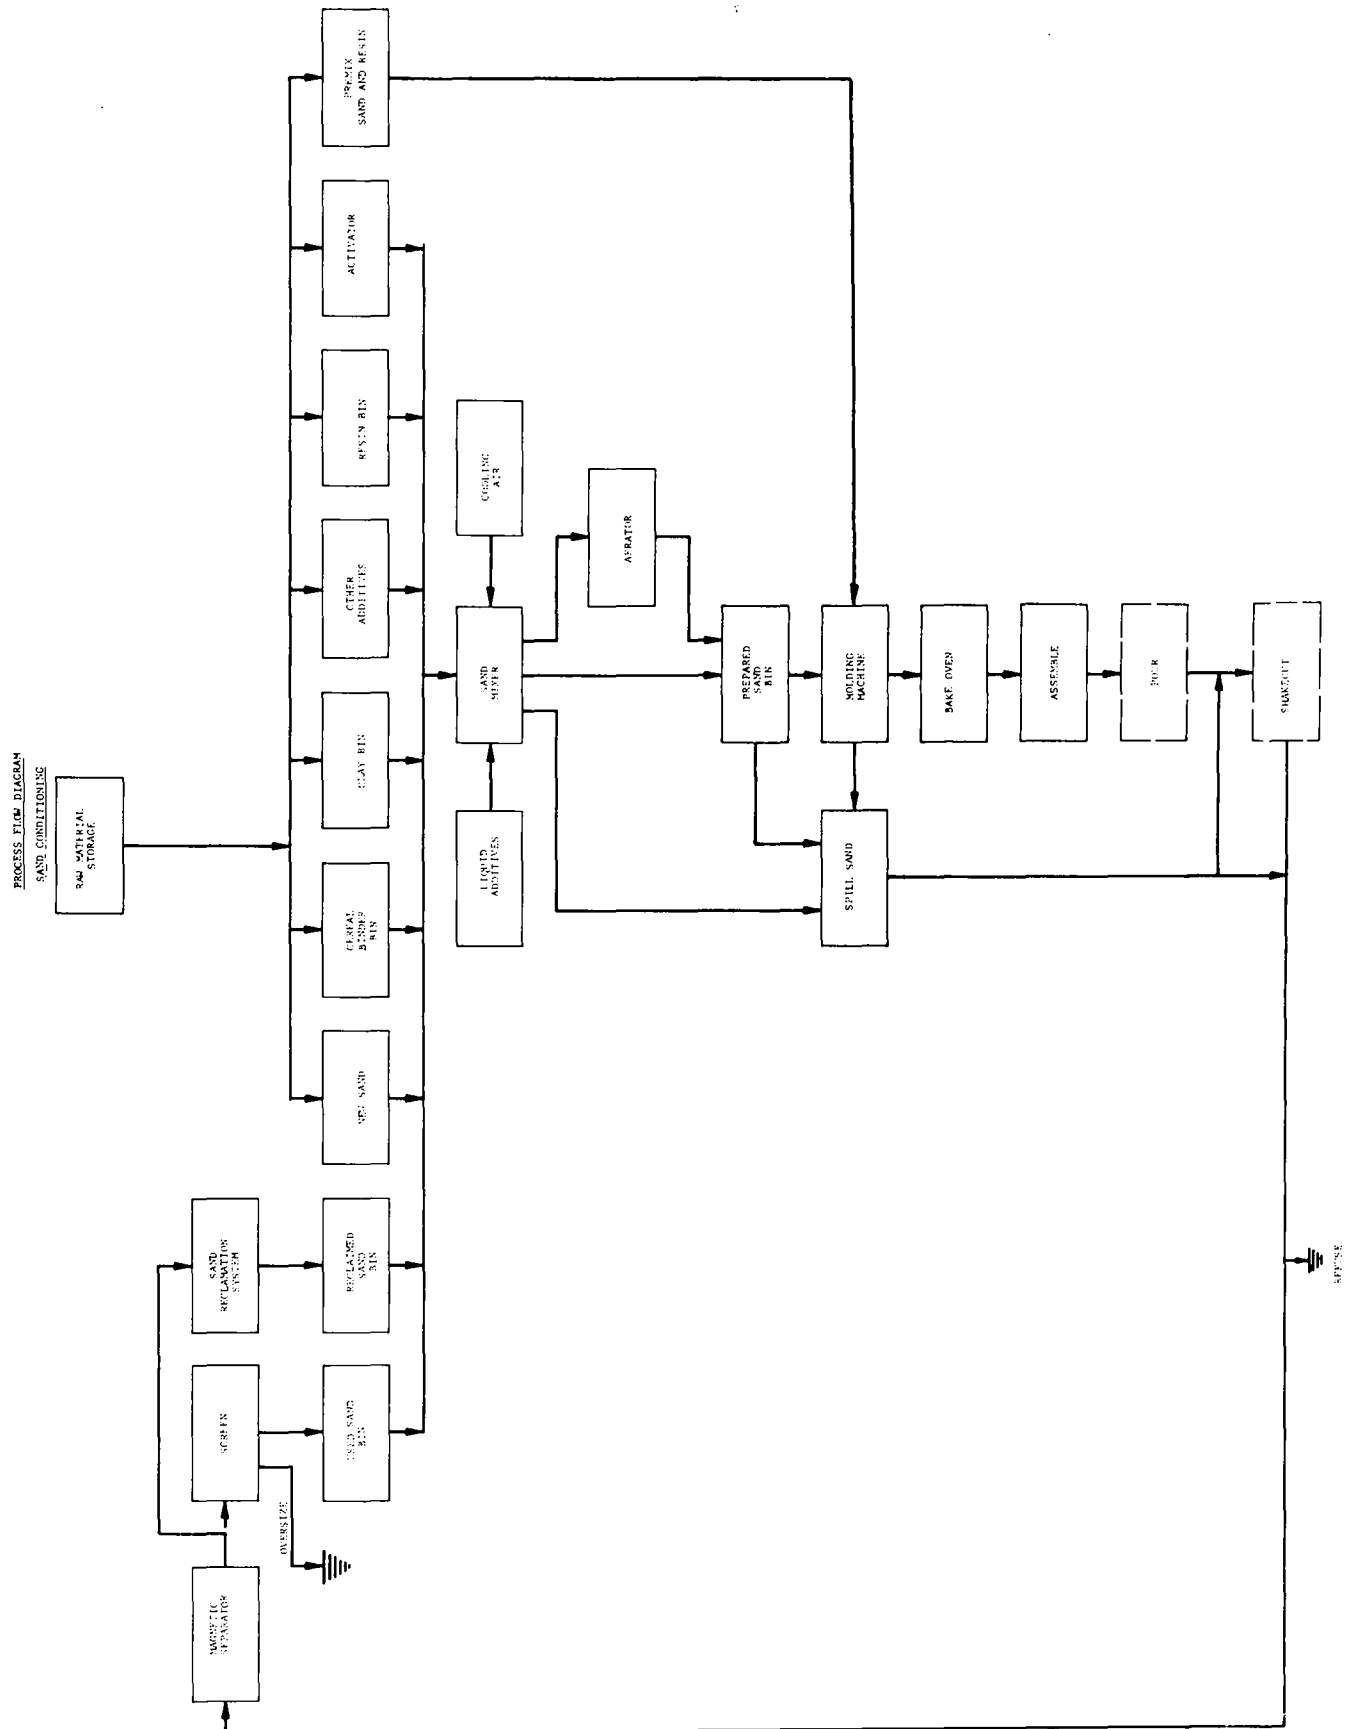 PROCESS FLOW DIAGRAM
SAND CONDITIONING
RAW MATERIAL
STORAGE
MAGNETIC
SEPARATOR
SCREEN
OVERSIZE
SAND
RECLAMATION
SYSTEM
USED SAND
BIN
RECLAIMED
SAND
BIN
NEW SAND
CEREAL
BINDER
BIN
CLAY BIN
OTHER
ADDITIVES
RESIN BIN
ACTIVATOR
PREMIX
SAND AND RESIN
LIQUID
ADDITIVES
SAND
MIXER
COOLING
AIR
AERATOR
PREPARED
SAND
BIN
SPILL SAND
MOLDING
MACHINE
BAKE OVEN
ASSEMBLE
POUR
SHAKEOUT
REFUSE